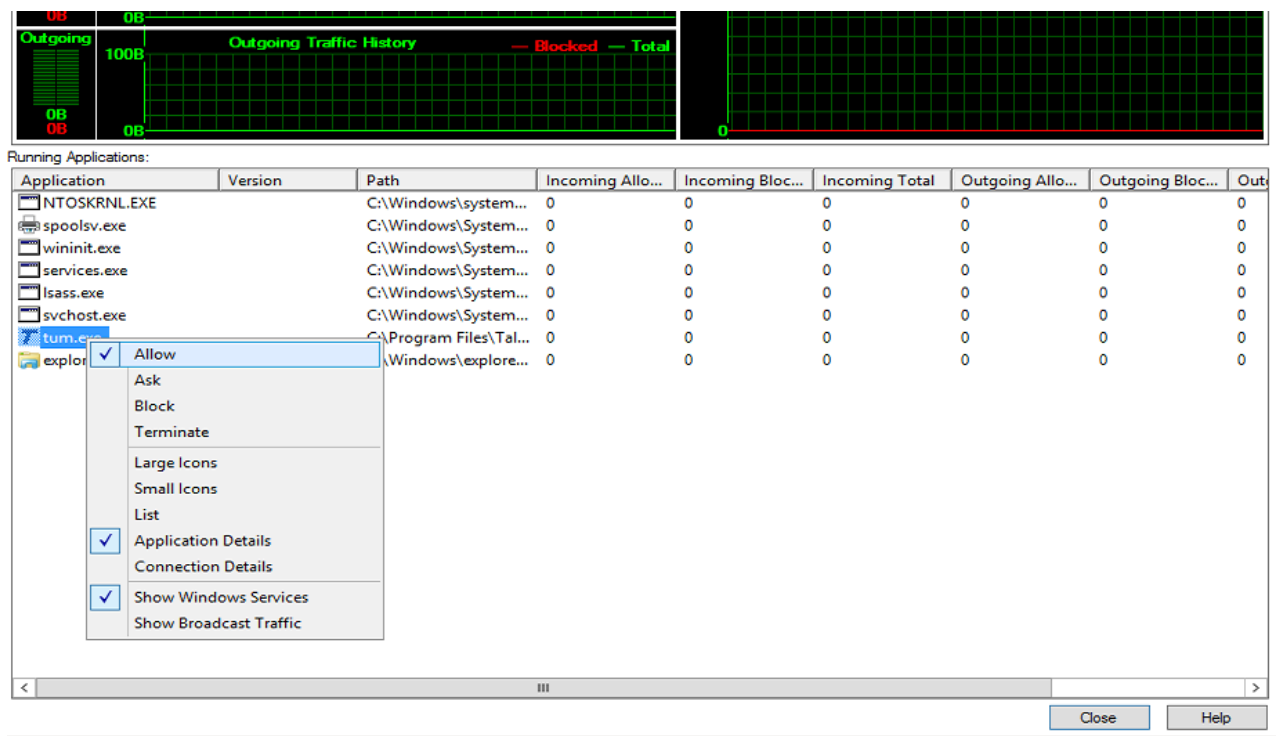 0B 0B
Outgoing Outgoing Traffic History — Blocked — Total
100B
0B
0B 0B 0
Running Applications:
Application Version Path Incoming Allo... Incoming Bloc... Incoming Total Outgoing Allo... Outgoing Bloc... Out
NTOSKRNL.EXE C:\Windows\system... 0 0 0 0 0 0
spoolsv.exe C:\Windows\System... 0 0 0 0 0 0
wininit.exe C:\Windows\System... 0 0 0 0 0 0
services.exe C:\Windows\System... 0 0 0 0 0 0
lsass.exe C:\Windows\System... 0 0 0 0 0 0
svchost.exe C:\Windows\System... 0 0 0 0 0 0
tum.exe C:\Program Files\Tal... 0 0 0 0 0 0
explor \Windows\explore... 0 0 0 0 0 0
Allow
Ask
Block
Terminate
Large Icons
Small Icons
List
Application Details
Connection Details
Show Windows Services
Show Broadcast Traffic
Close Help